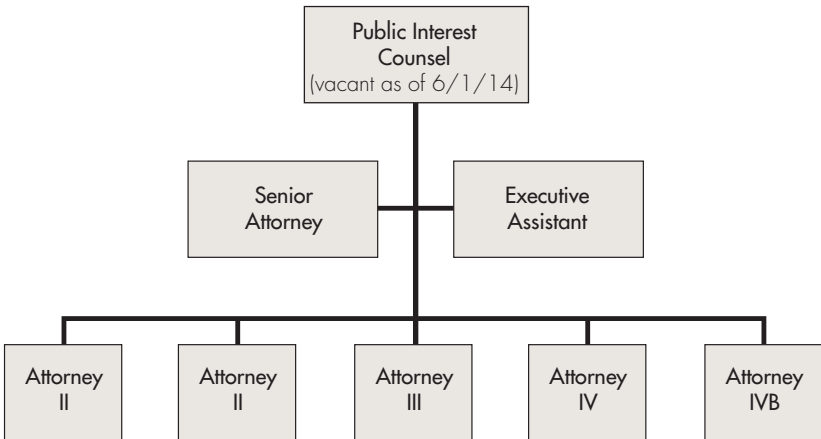 Public Interest
Counsel
(vacant as of 6/1/14)
Senior
Attorney
Executive
Assistant
Attorney
II
Attorney
II
Attorney
III
Attorney
IV
Attorney
IVB